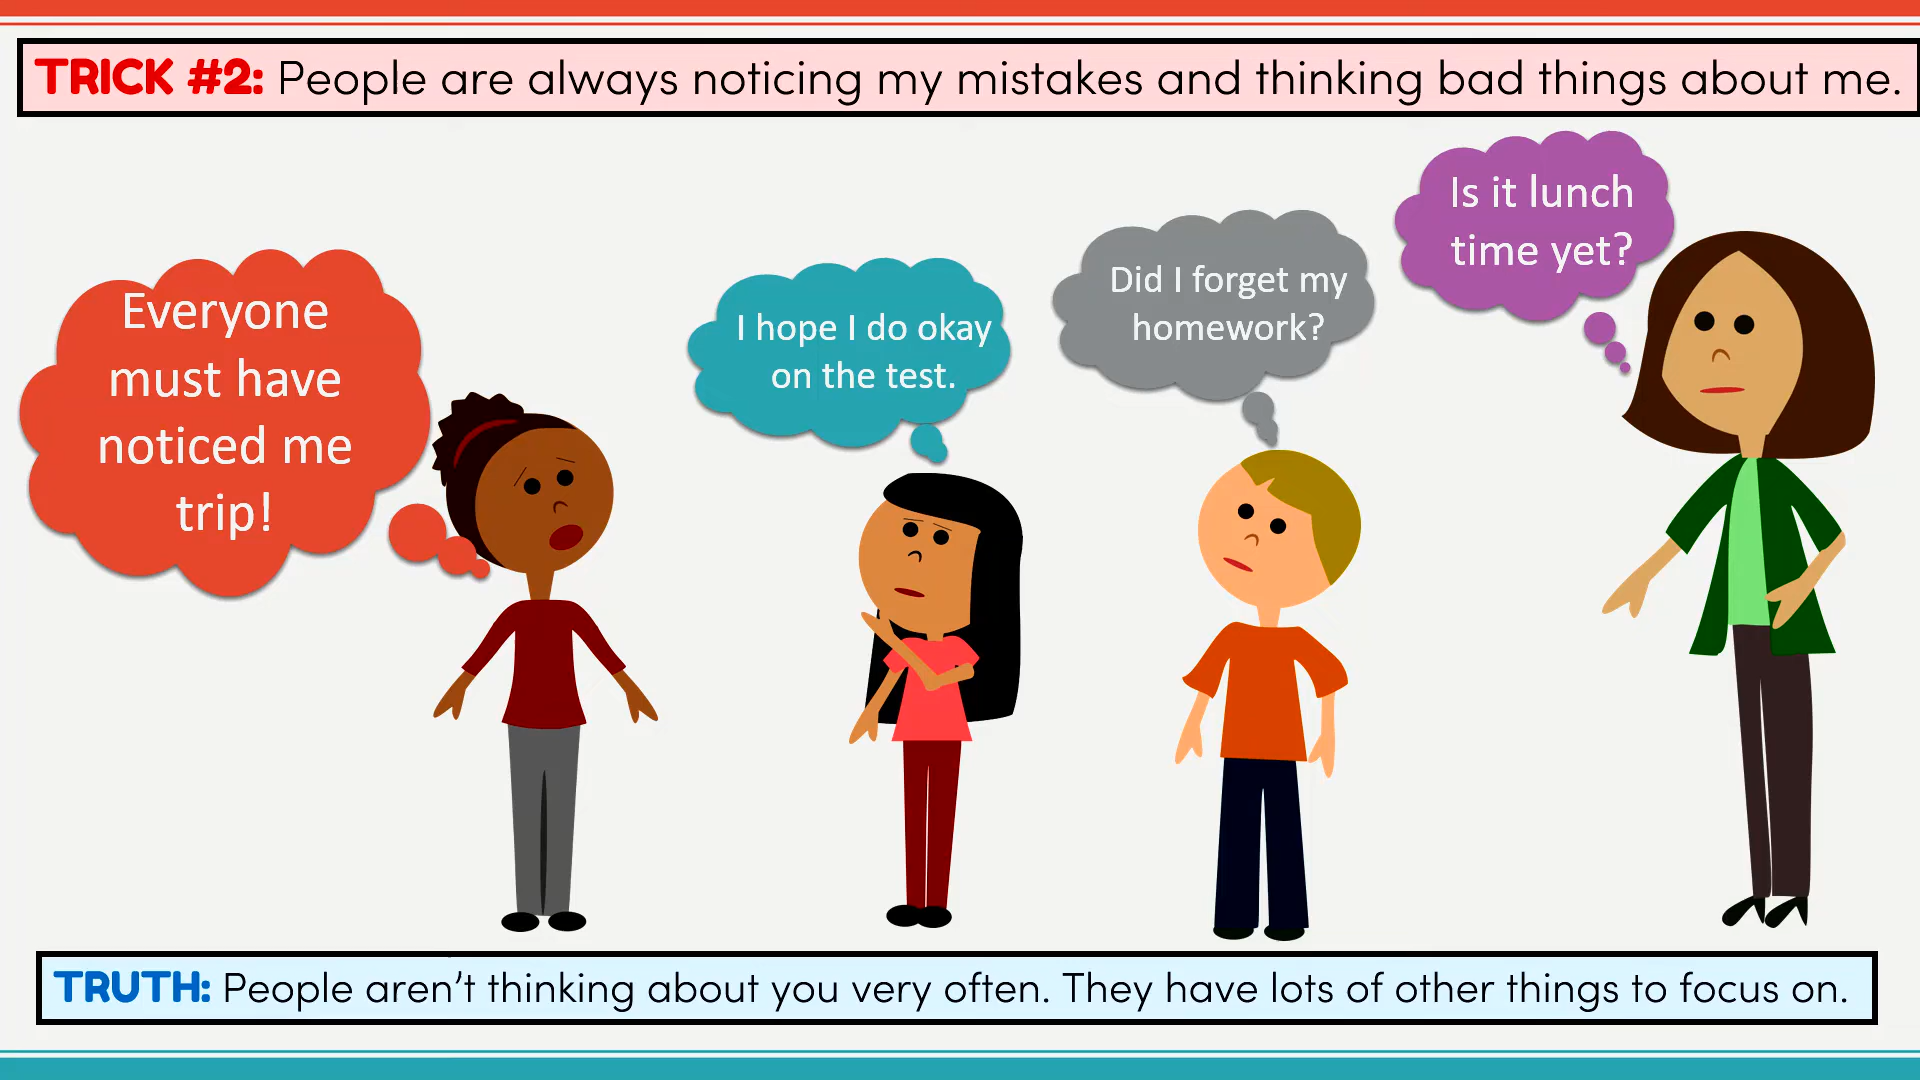 TRICK #2: People are always noticing my mistakes and thinking bad things about me.
Everyone
must have
noticed me
trip!
I hope I do okay
on the test.
Did I forget my
homework?
Is it lunch
time yet?
TRUTH: People aren't thinking about you very often. They have lots of other things to focus on.